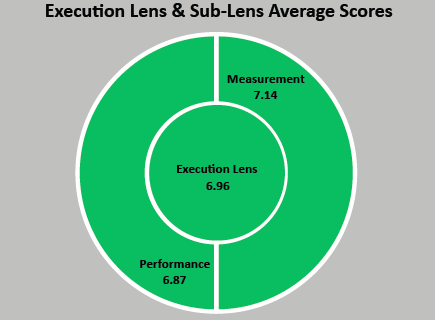 Execution Lens & Sub-Lens Average Scores
Measurement
7.14
Execution Lens
6.96
Performance
6.87